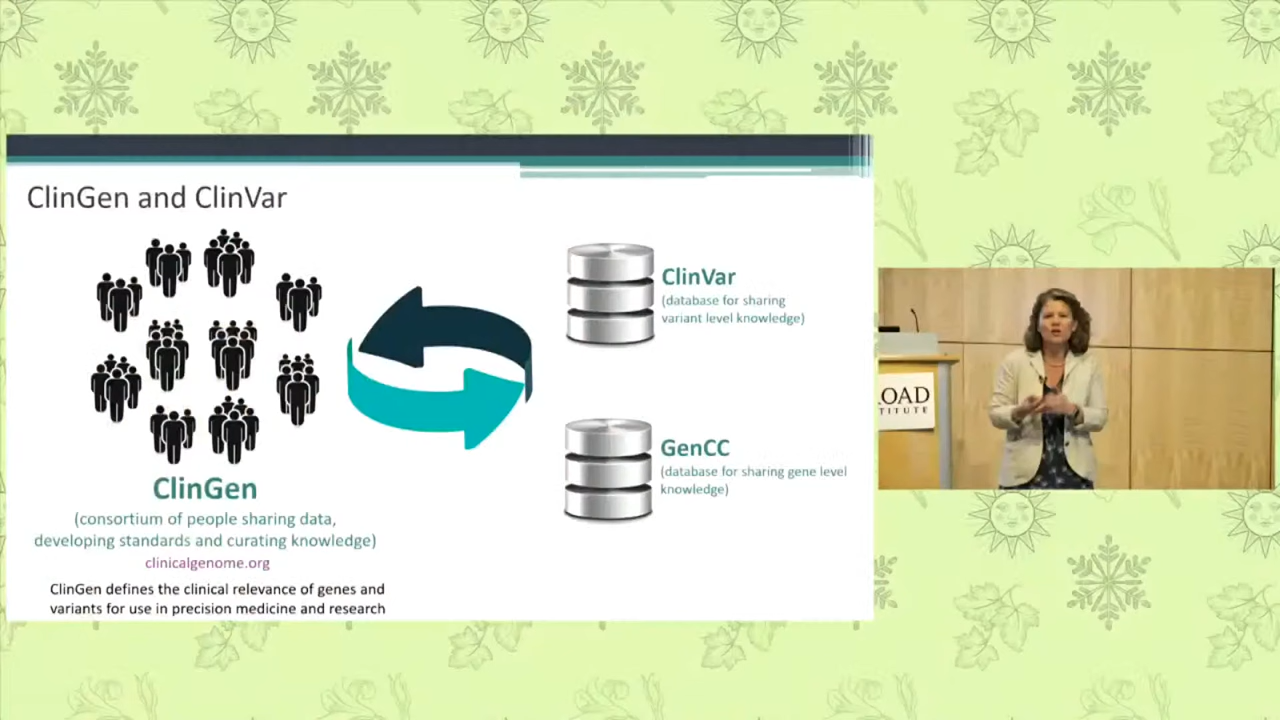 ClinGen and ClinVar
ClinGen
(consortium of people sharing data,
developing standards and curating knowledge)
clinicalgenome.org
ClinGen defines the clinical relevance of genes and
variants for use in precision medicine and research
ClinVar
(database for sharing
variant level knowledge)
GenCC
(database for sharing gene level
knowledge)
OAD
TITUTE